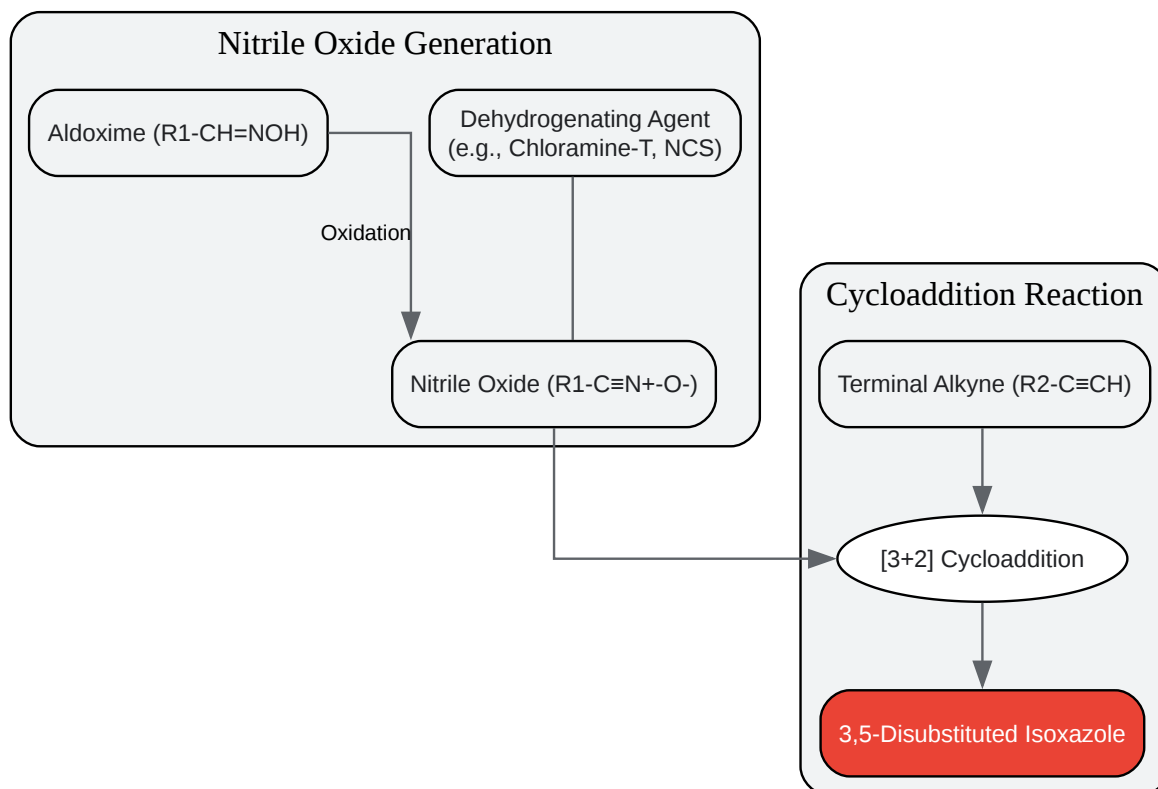 Nitrile Oxide Generation
Aldoxime (R1-CH=NOH)
Dehydrogenating Agent
(e.g., Chloramine-T, NCS)
Oxidation
Nitrile Oxide (R1-C≡N+-O-)
Cycloaddition Reaction
Terminal Alkyne (R2-C≡CH)
[3+2] Cycloaddition
3,5-Disubstituted Isoxazole